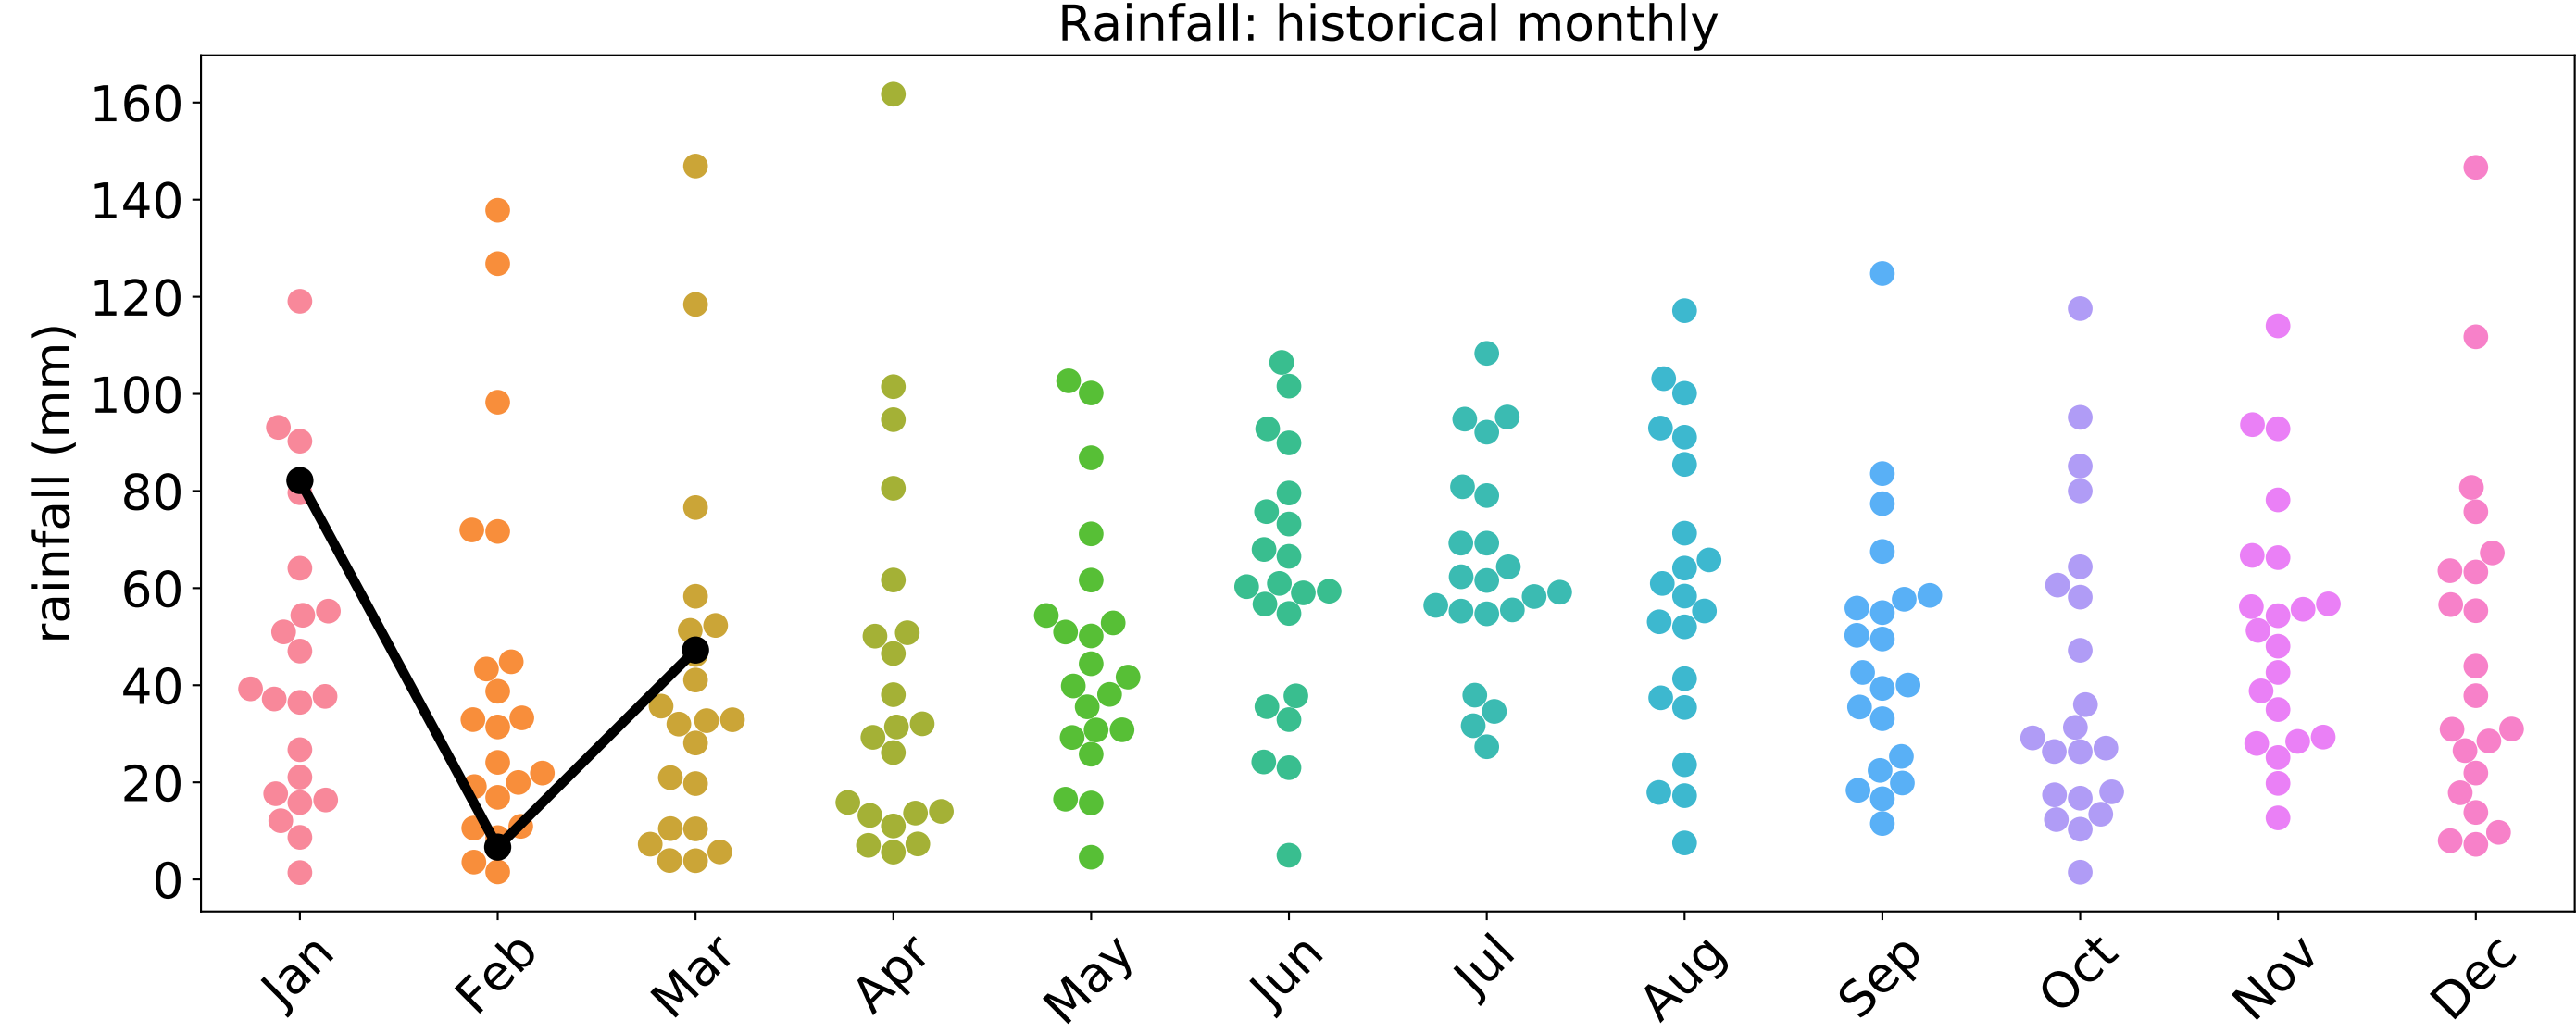 Rainfall: historical monthly
rainfall (mm)
160
140
120
100
80
60
40
20
0
Jan
Feb
Mar
Apr
May
Jun
Jul
Aug
Sep
Oct
Nov
Dec